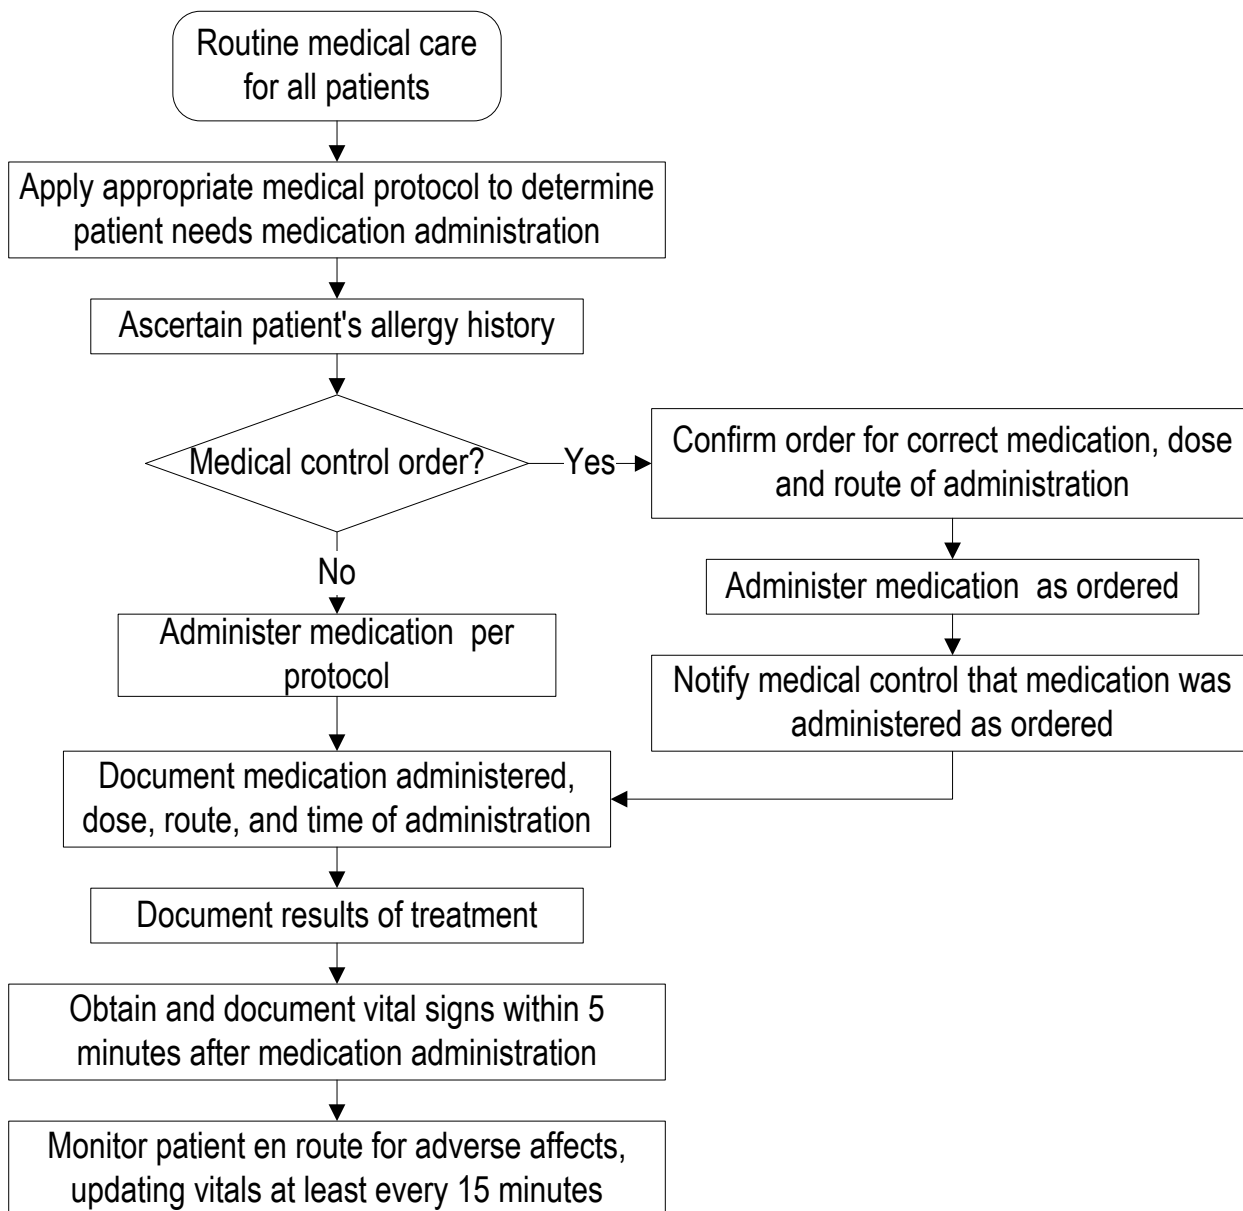 Routine medical care
for all patients
Apply appropriate medical protocol to determine
patient needs medication administration
Ascertain patient's allergy history
Medical control order?
Yes
Confirm order for correct medication, dose
and route of administration
Administer medication  as ordered
Notify medical control that medication was
administered as ordered
No
Administer medication  per
protocol
Document medication administered,
dose, route, and time of administration
Document results of treatment
Obtain and document vital signs within 5
minutes after medication administration
Monitor patient en route for adverse affects,
updating vitals at least every 15 minutes